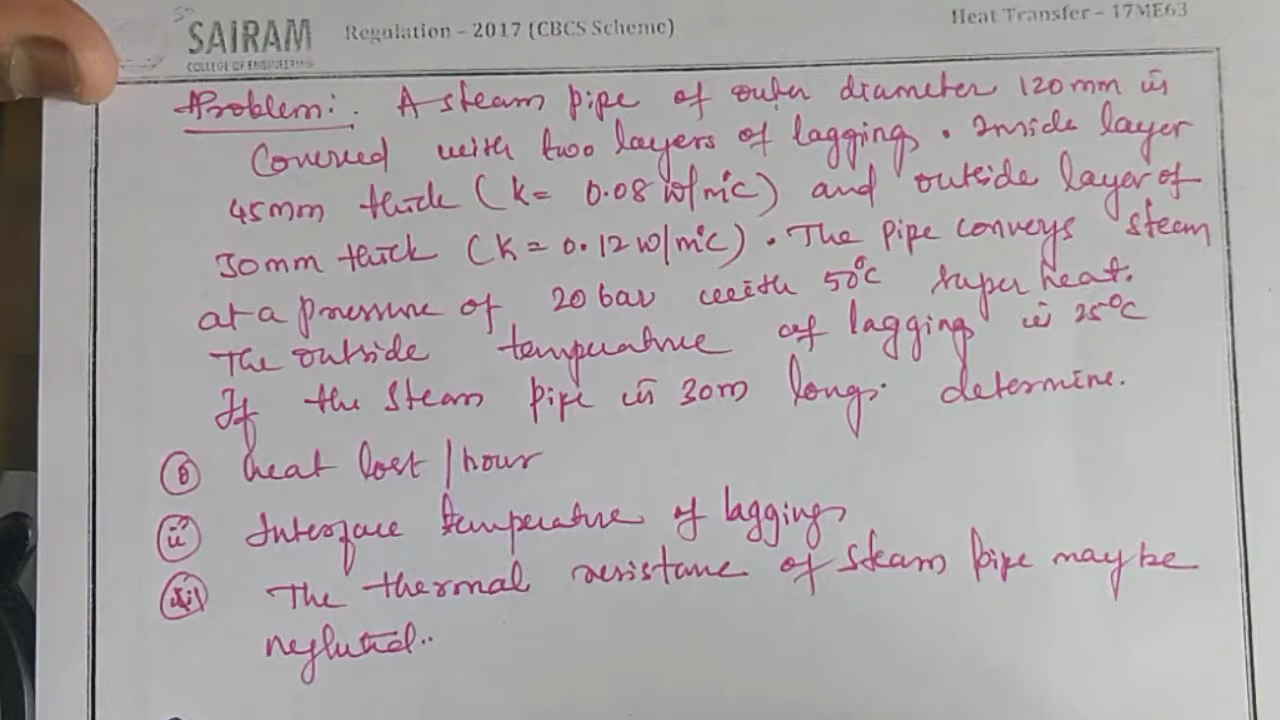 SAIRAM
COLLEGE OF ENGINEERING
Regulation – 2017 (CBCS Scheme)
Heat Transfer – 17ME63
Problem:. A steam pipe of outer diameter 120mm is
Covered with two layers of lagging. Inside layer
45mm thick (k= 0.08 w/m°c) and outside layer of
30mm thick (K=0.12w/m°c). The pipe conveys steam
at a pressure of 20 bar with 50°C super heat.
The outside temperature of lagging is 25°C
If the steam pipe is 30m long. determine.
(i) heat lost / hour
(ii) Interface temperature of lagging
(iii) The thermal resistane of steam pipe may be
neglected..